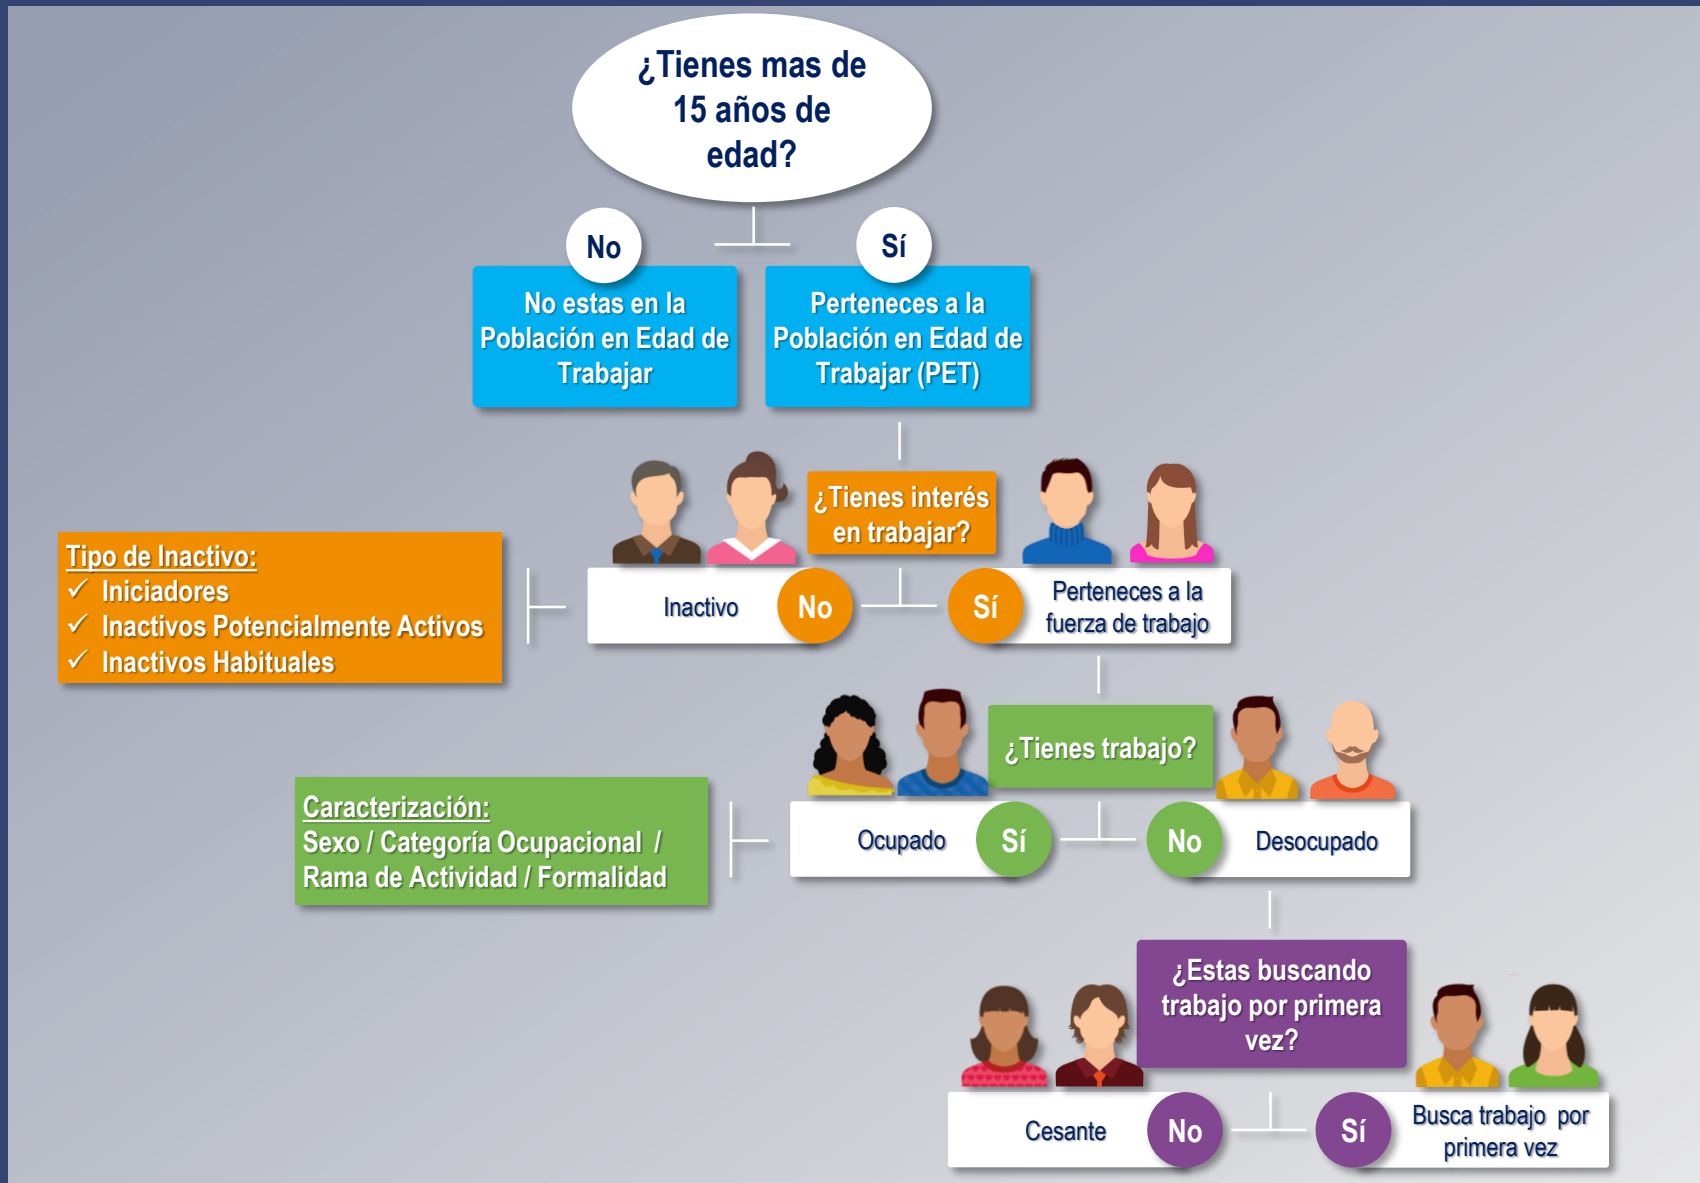 ¿Tienes mas de
15 años de
edad?
No
Sí
No estas en la
Población en Edad de
Trabajar
Perteneces a la
Población en Edad de
Trabajar (PET)
¿Tienes interés
en trabajar?
Tipo de Inactivo:
✓ Iniciadores
✓ Inactivos Potencialmente Activos
✓ Inactivos Habituales
Inactivo
No
Sí
Perteneces a la
fuerza de trabajo
¿Tienes trabajo?
Caracterización:
Sexo / Categoría Ocupacional /
Rama de Actividad / Formalidad
Ocupado
Sí
No
Desocupado
¿Estas buscando
trabajo por primera
vez?
Cesante
No
Sí
Busca trabajo por
primera vez